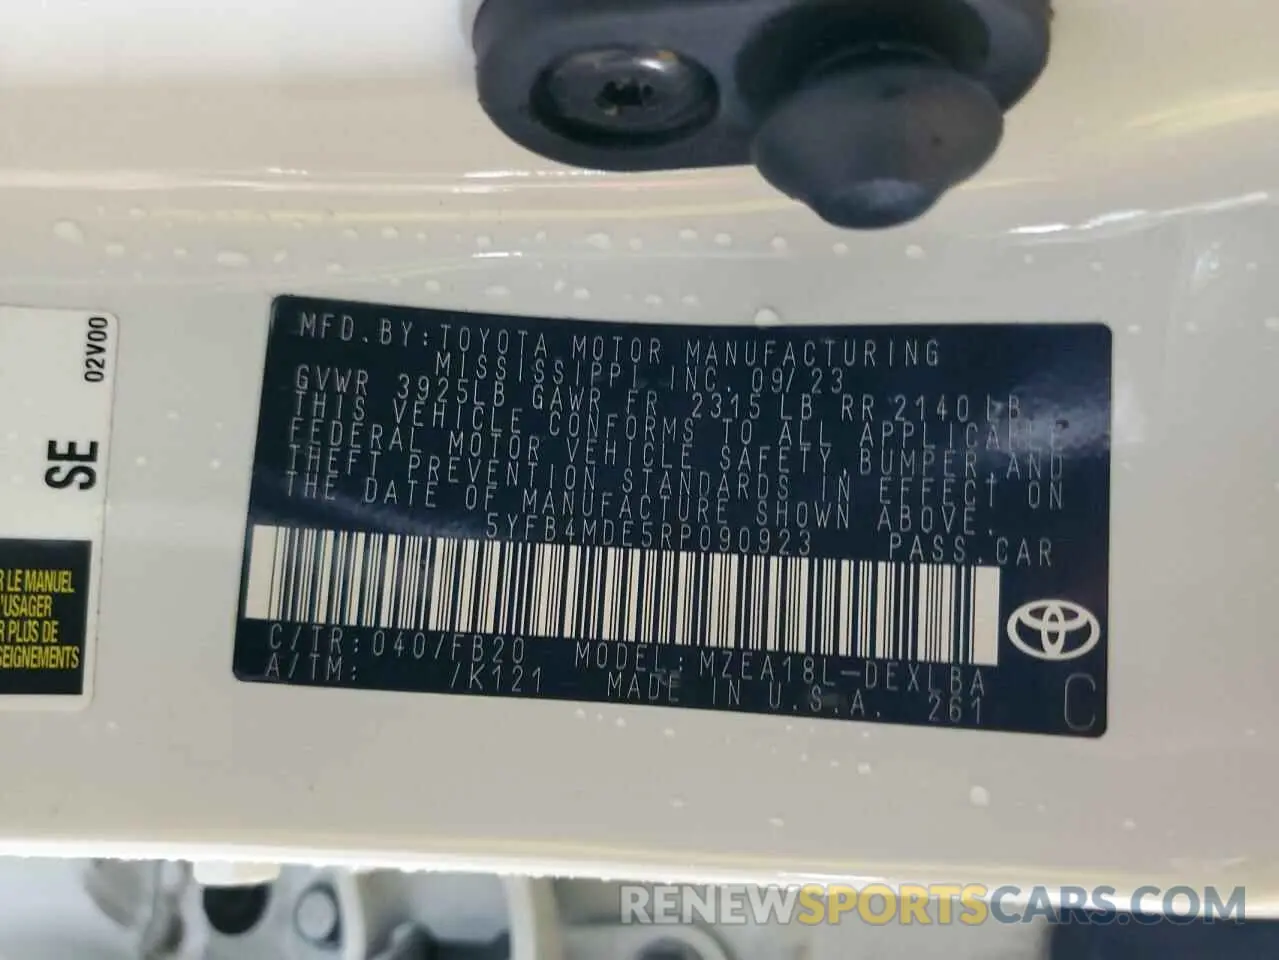 MFD. BY: TOYOTA MOTOR MANUFACTURING
MISSISSIPPI INC. 09/23
GVWR 3925LB GAWR FR 2315 LB RR 2140 LB
THIS VEHICLE CONFORMS TO ALL APPLICABLE
FEDERAL MOTOR VEHICLE SAFETY, BUMPER AND
THEFT PREVENTION STANDARDS IN EFFECT ON
THE DATE OF MANUFACTURE SHOWN ABOVE.
5YFB4MDE5RP090923 PASS. CAR
C/TR: 040/FB20 MODEL: MZEA18L-DEXLBA
A/TM: /K121 MADE IN U.S.A. 261
C
02V00
SE
R LE MANUEL
'USAGER
R PLUS DE
SEIGNEMENTS
RENEWSPORTSCARS.COM